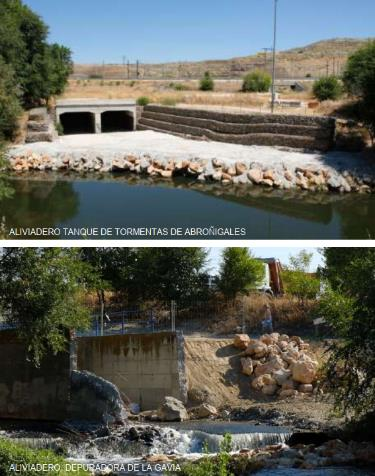 ALIVIADERO TANQUE DE TORMENTAS DE ABROÑIGALES
ALIVIADERO, DEPURADORA DE LA GAVIA